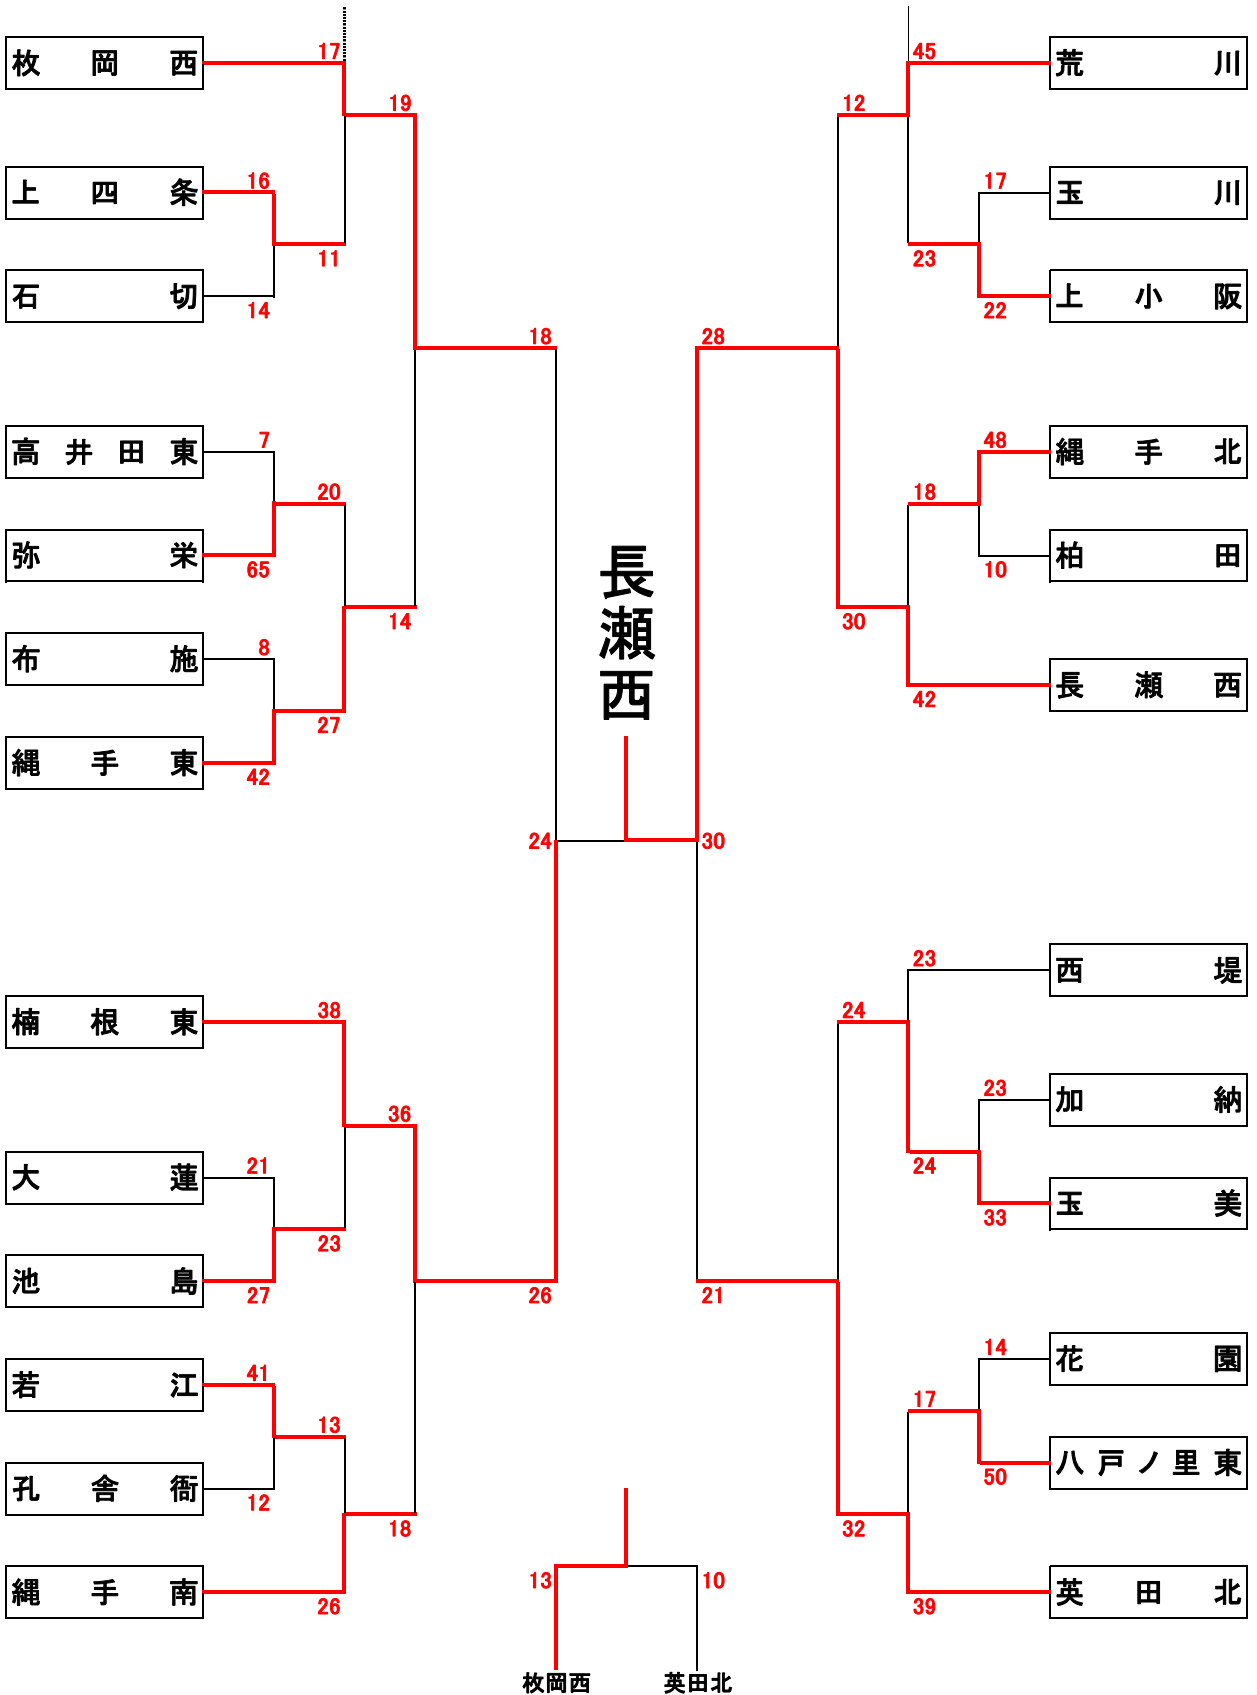 17 45
枚岡西 荒川
19 12
16 17
上四条 玉川
11 23
石切 上小阪
14 22
18 28
7 48
高井田東 縄手北
20 18
弥栄 柏田
65 10
長瀬西
14 30
8
布施 長瀬西
27 42
縄手東
42
24 30
23
西堤
38 24
楠根東
23
加納
36
21 24
大蓮 玉美
23 33
池島
27 26 21
14
花園
41 17
若江
13
八戸ノ里東
孔舎衙 50
12
18 32
13 10
縄手南 英田北
26 39
枚岡西 英田北